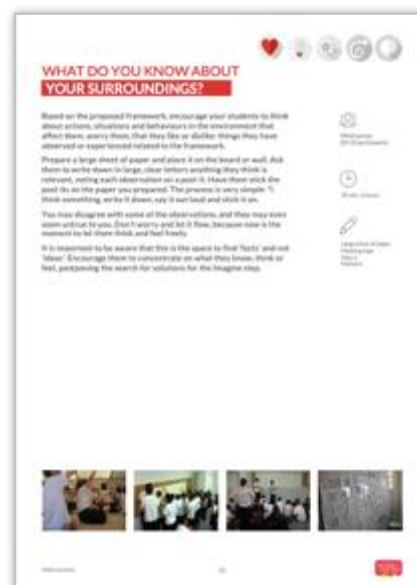 WHAT DO YOU KNOW ABOUT
YOUR SURROUNDINGS?
Based on the proposed framework, encourage your students to think
about actions, situations and behaviours in the environment that
affect them, worry them, that they like or dislike: things they have
observed or experienced related to the framework.
Prepare a large sheet of paper and place it on the board or wall. Ask
them to write down in large, clear letters anything they think is
relevant, noting each observation on a post-it. Have them stick the
post-its on the paper you prepared. The process is very simple: "I
think something, write it down, say it out loud and stick it on.
You may disagree with some of the observations, and they may even
seem untrue to you. Don't worry and let it flow, because now is the
moment to let them think and feel freely.
It is important to be aware that this is the space to find 'facts' and not
'ideas'. Encourage them to concentrate on what they know, think or
feel, postponing the search for solutions for the Imagine step.